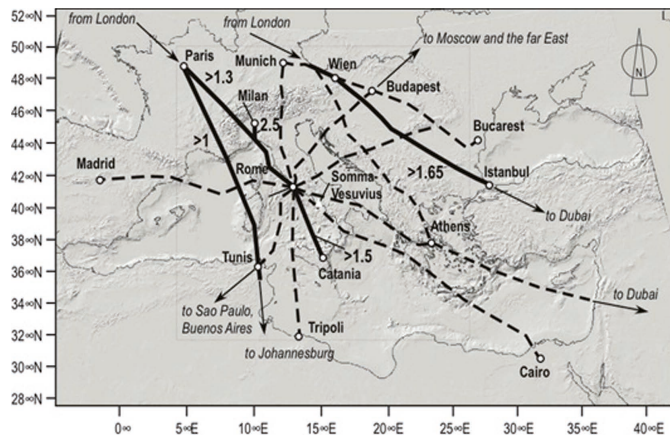 52∞N
50∞N
48∞N
46∞N
44∞N
42∞N
40∞N
38∞N
36∞N
34∞N
32∞N
30∞N
28∞N
from London
from London
to Moscow and the far East
N
Paris
Munich
Wien
>1.3
Budapest
Milan
2.5
Bucarest
>1
Madrid
Rome
>1.65
Istanbul
Somma-
Vesuvius
to Dubai
Athens
Tunis
>1.5
Catania
to Dubai
to Sao Paulo,
Buenos Aires
Tripoli
to Johannesburg
Cairo
0∞
5∞E
10∞E
15∞E
20∞E
25∞E
30∞E
35∞E
40∞E